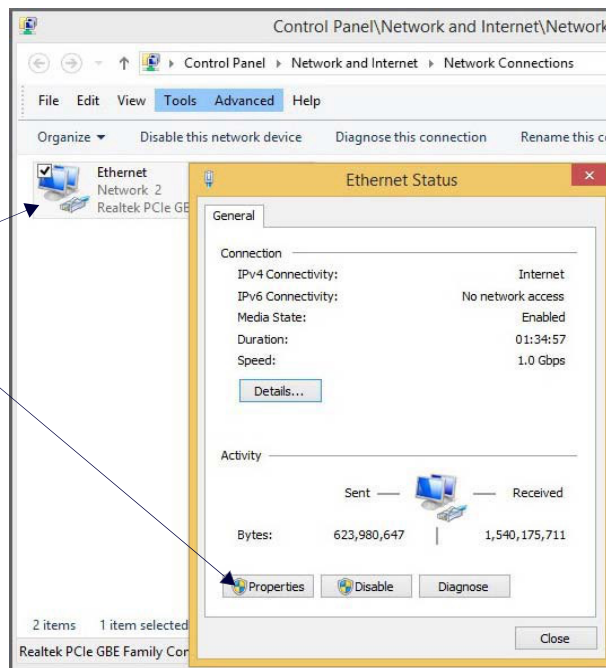 Control Panel\Network and Internet\Network
Control Panel Network and Internet Network Connections
File Edit View Tools Advanced Help
Organize Disable this network device Diagnose this connection Rename this
Ethernet
Network 2
Realtek PCIe GBE
Ethernet Status
General
Connection
IPv4 Connectivity: Internet
IPv6 Connectivity: No network access
Media State: Enabled
Duration: 01:34:57
Speed: 1.0 Gbps
Details...
Activity
Sent Received
Bytes: 623,980,647 1,540,175,711
Properties Disable Diagnose
Close
2 items 1 item selected
Realtek PCIe GBE Family Con